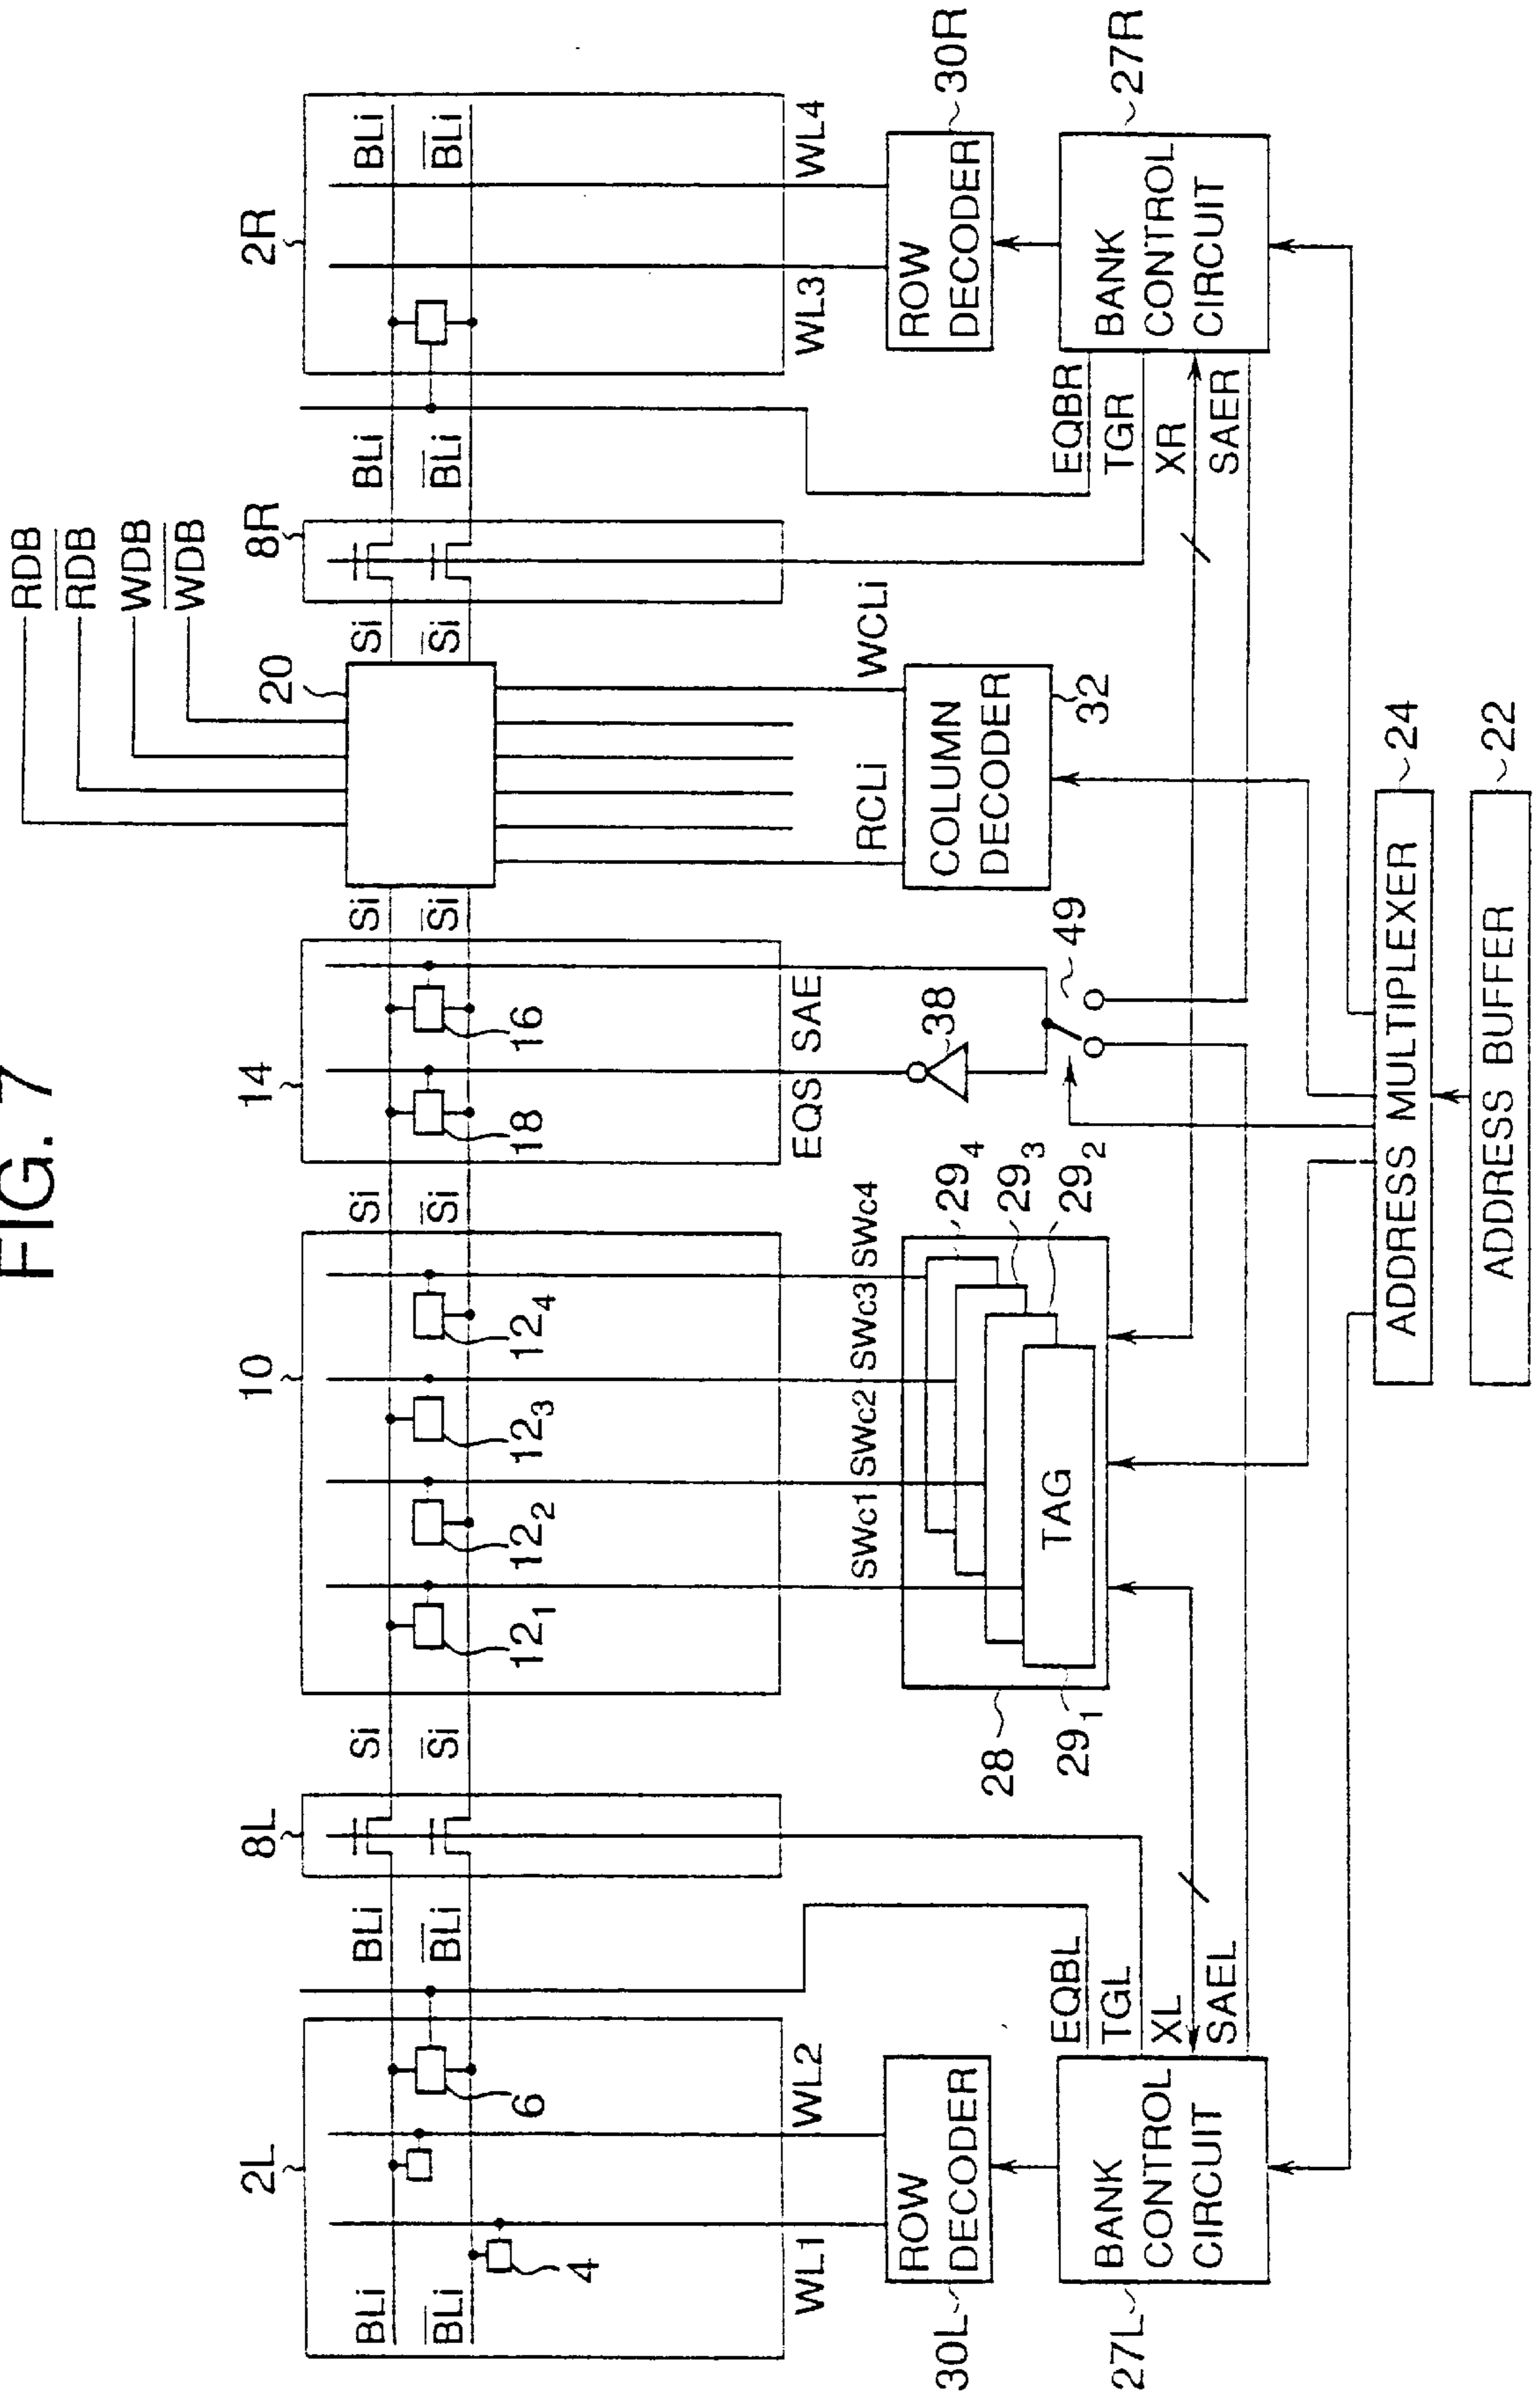 FIG. 7
RDB
RDB
WDB
WDB
2L
8L
10
14
20
8R
2R
BLi
BLi
BLi
BLi
Si
Si
Si
Si
Si
Si
Si
Si
BLi
BLi
BLi
BLi
4
6
12₁
12₂
12₃
12₄
18
16
WL1
WL2
EQS
SAE
WL3
WL4
SWc1
SWc2
SWc3
SWc4
RCLi
WCLi
30L
ROW
DECODER
28
TAG
29₁
29₂
29₃
29₄
38
49
COLUMN
DECODER
32
ROW
DECODER
30R
27L
BANK
CONTROL
CIRCUIT
EQBL
TGL
XL
SAEL
EQBR
TGR
XR
SAER
BANK
CONTROL
CIRCUIT
27R
ADDRESS MULTIPLEXER
24
ADDRESS BUFFER
22